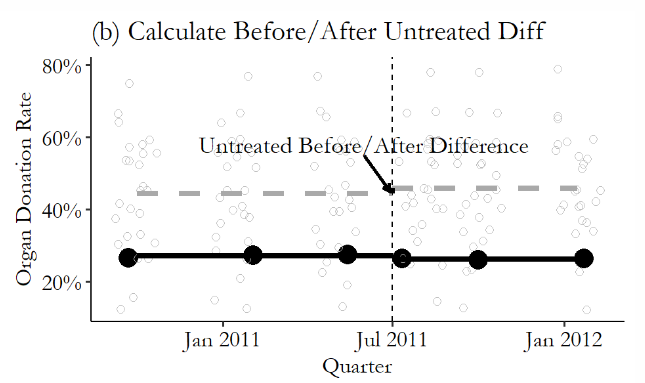 (b) Calculate Before/After Untreated Diff
80%
60%
40%
20%
Organ Donation Rate
Untreated Before/After Difference
Jan 2011
Jul 2011
Jan 2012
Quarter